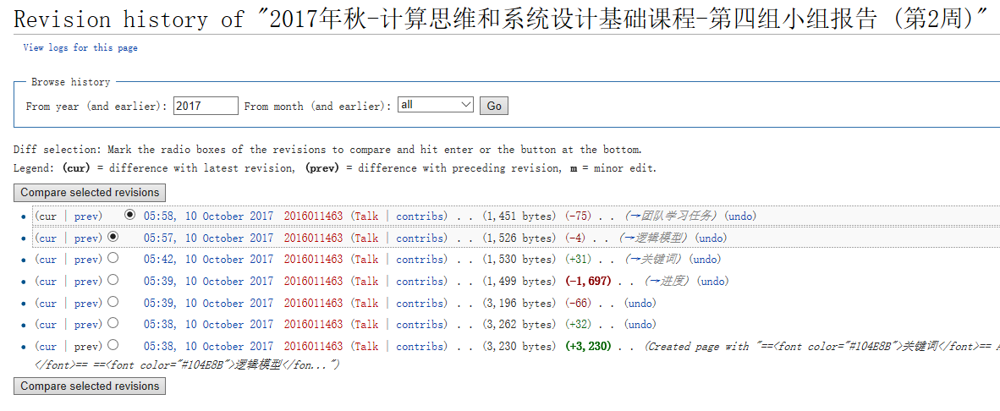 Revision history of "2017年秋-计算思维和系统设计基础课程-第四组小组报告 (第2周)"
View logs for this page
Browse history
From year (and earlier): 2017 From month (and earlier): all Go
Diff selection: Mark the radio boxes of the revisions to compare and hit enter or the button at the bottom.
Legend: (cur) = difference with latest revision, (prev) = difference with preceding revision, m = minor edit.
Compare selected revisions
(cur | prev) 05:58, 10 October 2017 2016011463 (Talk | contribs) . . (1,451 bytes) (-75) . . (→团队学习任务) (undo)
(cur | prev) 05:57, 10 October 2017 2016011463 (Talk | contribs) . . (1,526 bytes) (-4) . . (→逻辑模型) (undo)
(cur | prev) 05:42, 10 October 2017 2016011463 (Talk | contribs) . . (1,530 bytes) (+31) . . (→关键词) (undo)
(cur | prev) 05:39, 10 October 2017 2016011463 (Talk | contribs) . . (1,499 bytes) (-1,697) . . (→进度) (undo)
(cur | prev) 05:39, 10 October 2017 2016011463 (Talk | contribs) . . (3,196 bytes) (-66) . . (undo)
(cur | prev) 05:38, 10 October 2017 2016011463 (Talk | contribs) . . (3,262 bytes) (+32) . . (undo)
(cur | prev) 05:38, 10 October 2017 2016011463 (Talk | contribs) . . (3,230 bytes) (+3,230) . . (Created page with "==<font color="#104E8B">关键词</font>==
</font>== ==<font color="#104E8B">逻辑模型</fon...")
Compare selected revisions